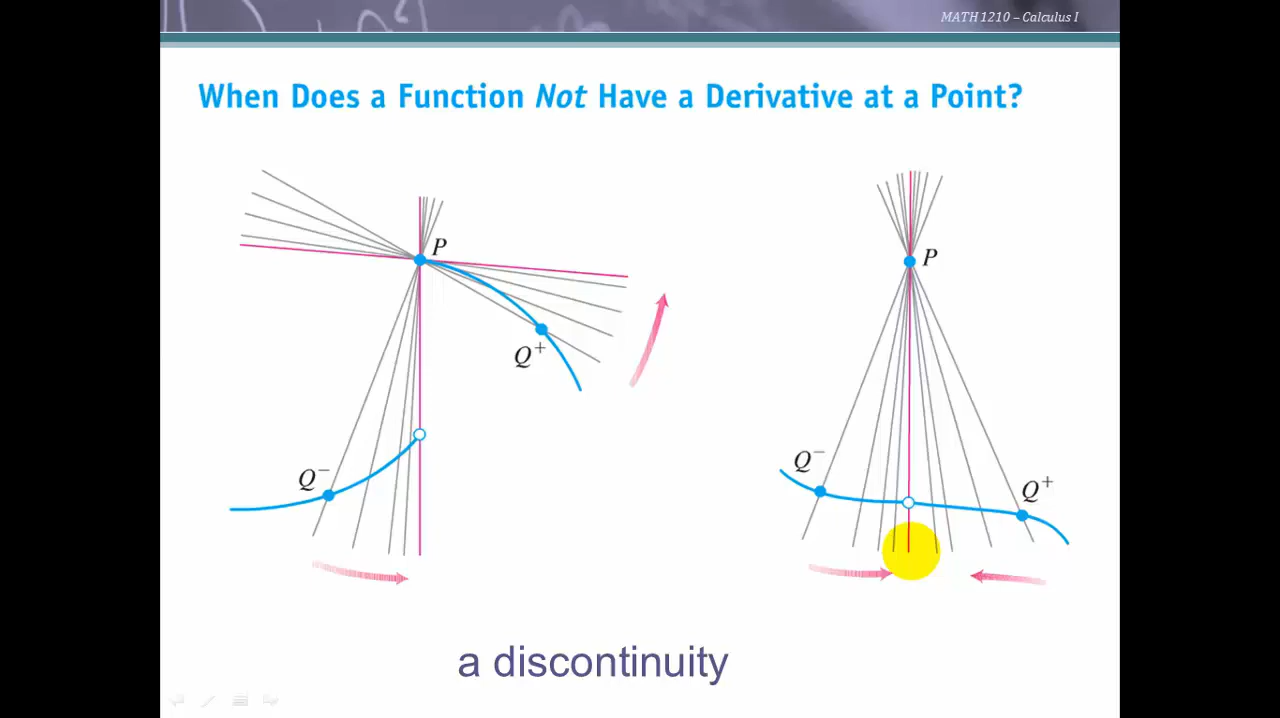 MATH 1210 – Calculus I
When Does a Function Not Have a Derivative at a Point?
P
Q+
Q−
P
Q−
Q+
a discontinuity